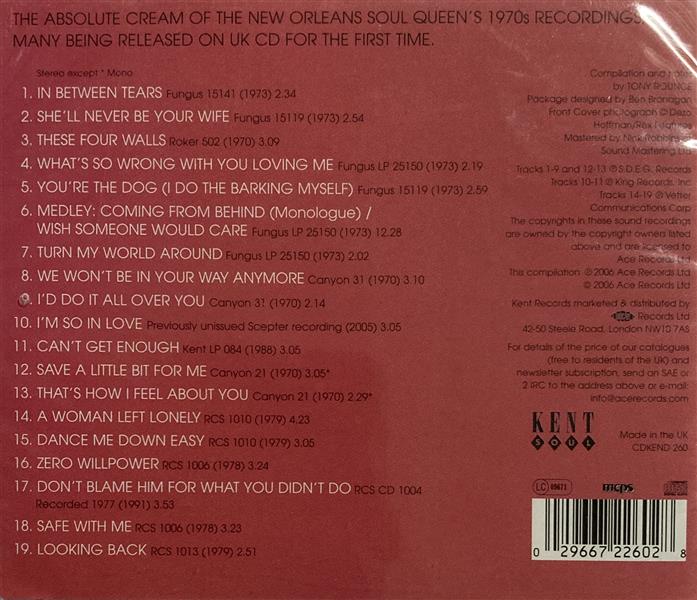 THE ABSOLUTE CREAM OF THE NEW ORLEANS SOUL QUEEN'S 1970s RECORDINGS,
MANY BEING RELEASED ON UK CD FOR THE FIRST TIME.
Stereo except * Mono
1. IN BETWEEN TEARS Fungus 15141 (1973) 2.34
2. SHE'LL NEVER BE YOUR WIFE Fungus 15119 (1973) 2.54
3. THESE FOUR WALLS Roker 502 (1970) 3.09
4. WHAT'S SO WRONG WITH YOU LOVING ME Fungus LP 25150 (1973) 2.19
5. YOU'RE THE DOG (I DO THE BARKING MYSELF) Fungus 15119 (1973) 2.59
6. MEDLEY: COMING FROM BEHIND (Monologue) /
WISH SOMEONE WOULD CARE Fungus LP 25150 (1973) 12.28
7. TURN MY WORLD AROUND Fungus LP 25150 (1973) 2.02
8. WE WON'T BE IN YOUR WAY ANYMORE Canyon 31 (1970) 3.10
9. I'D DO IT ALL OVER YOU Canyon 31 (1970) 2.14
10. I'M SO IN LOVE Previously unissued Scepter recording (2005) 3.05
11. CAN'T GET ENOUGH Kent LP 084 (1988) 3.05
12. SAVE A LITTLE BIT FOR ME Canyon 21 (1970) 3.05*
13. THAT'S HOW I FEEL ABOUT YOU Canyon 21 (1970) 2.29*
14. A WOMAN LEFT LONELY RCS 1010 (1979) 4.23
15. DANCE ME DOWN EASY RCS 1010 (1979) 3.05
16. ZERO WILLPOWER RCS 1006 (1978) 3.24
17. DON'T BLAME HIM FOR WHAT YOU DIDN'T DO RCS CD 1004
Recorded 1977 (1991) 3.53
18. SAFE WITH ME RCS 1006 (1978) 3.23
19. LOOKING BACK RCS 1013 (1979) 2.51
Compilation and notes
by TONY ROUNCE
Package designed by Ben Branagan
Front Cover photograph © Dezo
Hoffman/Rex Features
Mastered by Nick Robbins at
Sound Mastering Ltd
Tracks 1-9 and 12-13 ℗ S.D.E.G. Records
Tracks 10-11 ℗ King Records, Inc
Tracks 14-19 ℗ Vetter
Communications Corp
The copyrights in these sound recordings
are owned by the copyright owners listed
above and are licensed to
Ace Records Ltd
This compilation ℗ 2006 Ace Records Ltd
© 2006 Ace Records Ltd
Kent Records marketed & distributed by
ACE Records Ltd
42-50 Steele Road, London NW10 7AS
For details of the price of our catalogues
(free to residents of the UK) and
newsletter subscription, send an SAE or
2 IRC to the address above or e-mail:
info@acerecords.com
KENT
SOUL
Made in the UK
CDKEND 260
LC 09671
mcps
0 29667 22602 8